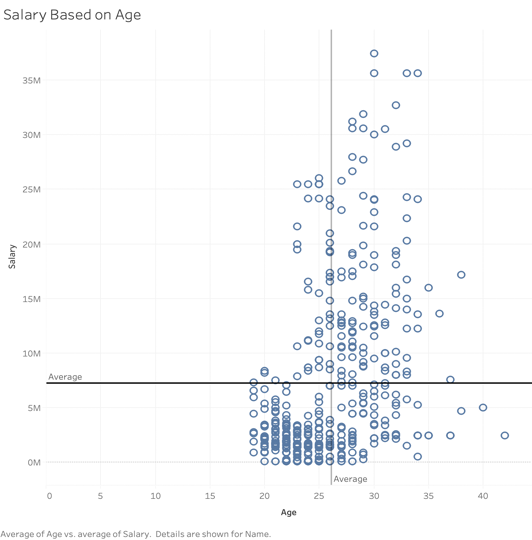 Salary Based on Age
35M
30M
25M
20M
Salary
15M
10M
Average
5M
0M
Average
0 5 10 15 20 25 30 35 40
Age
Average of Age vs. average of Salary. Details are shown for Name.